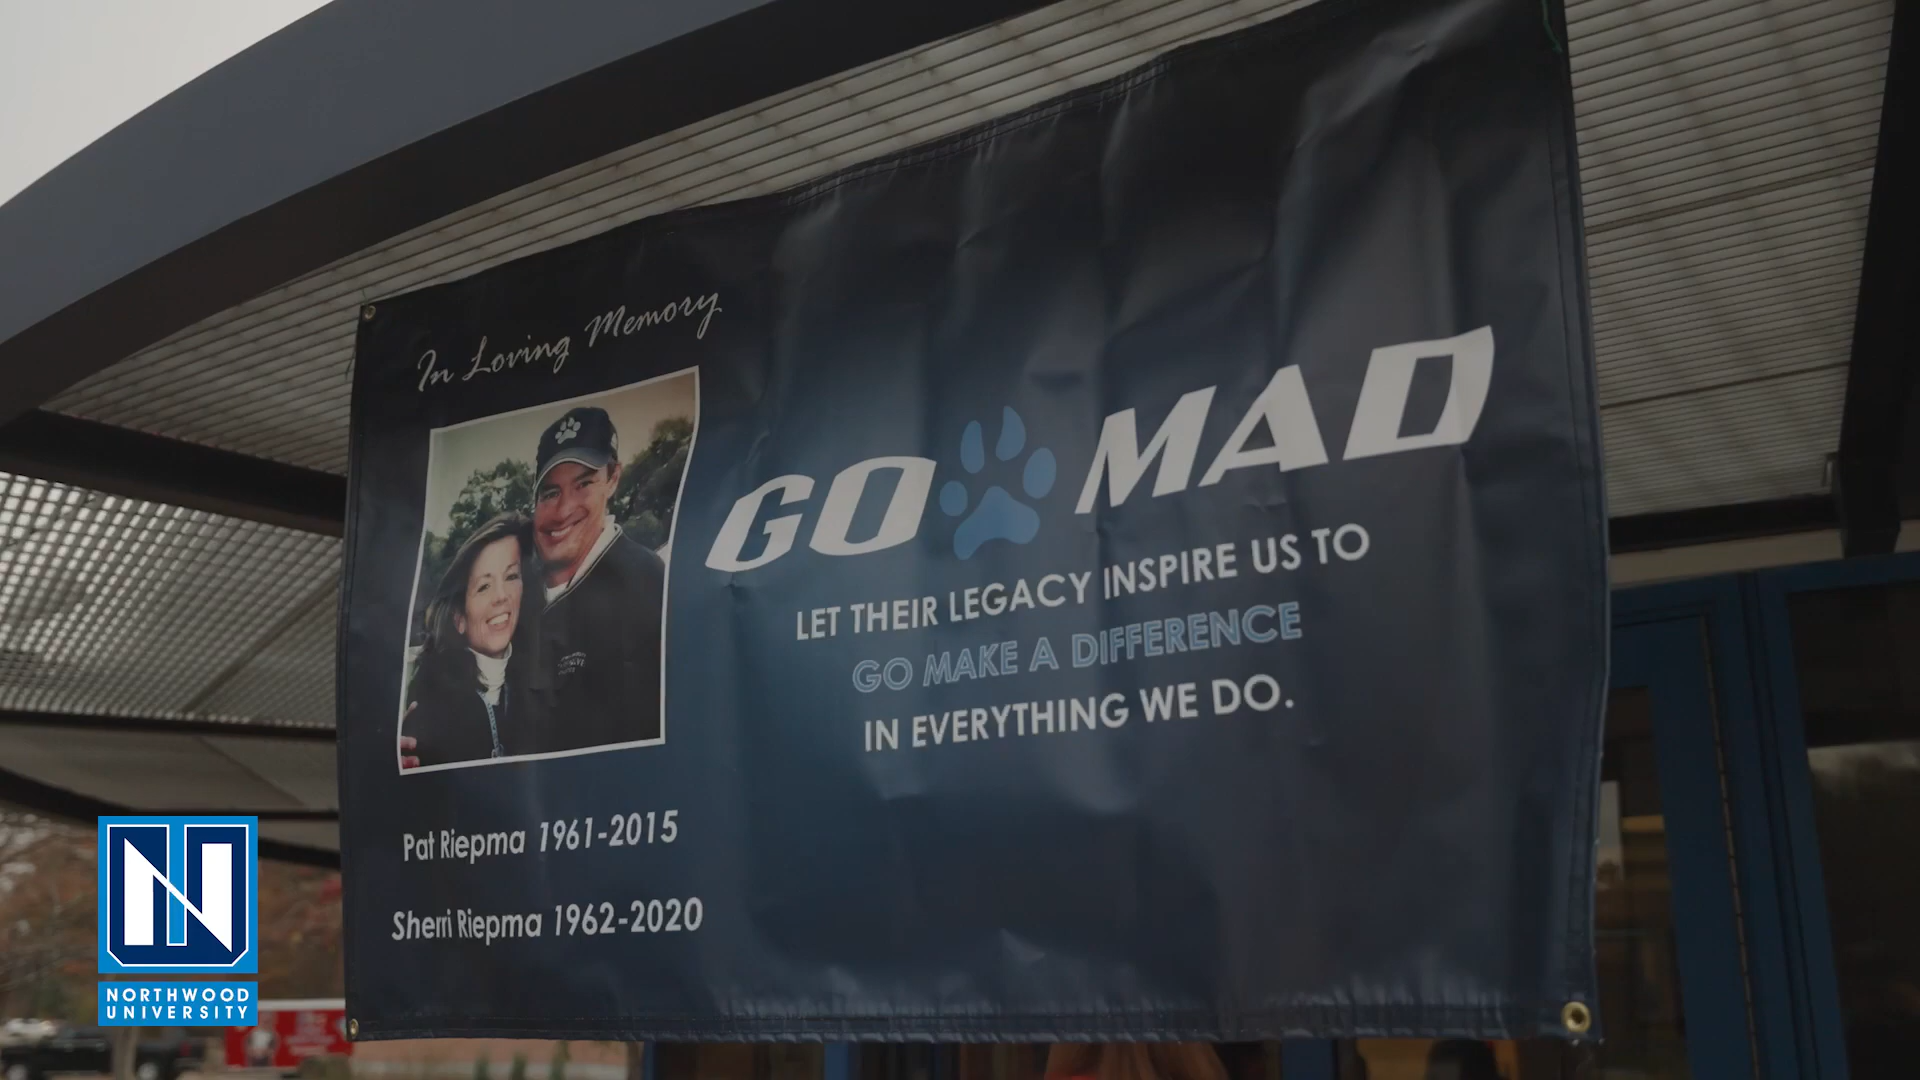 In Loving Memory
GO MAD
LET THEIR LEGACY INSPIRE US TO
GO MAKE A DIFFERENCE
IN EVERYTHING WE DO.
Pat Riepma 1961-2015
Sherri Riepma 1962-2020
N
NORTHWOOD
UNIVERSITY